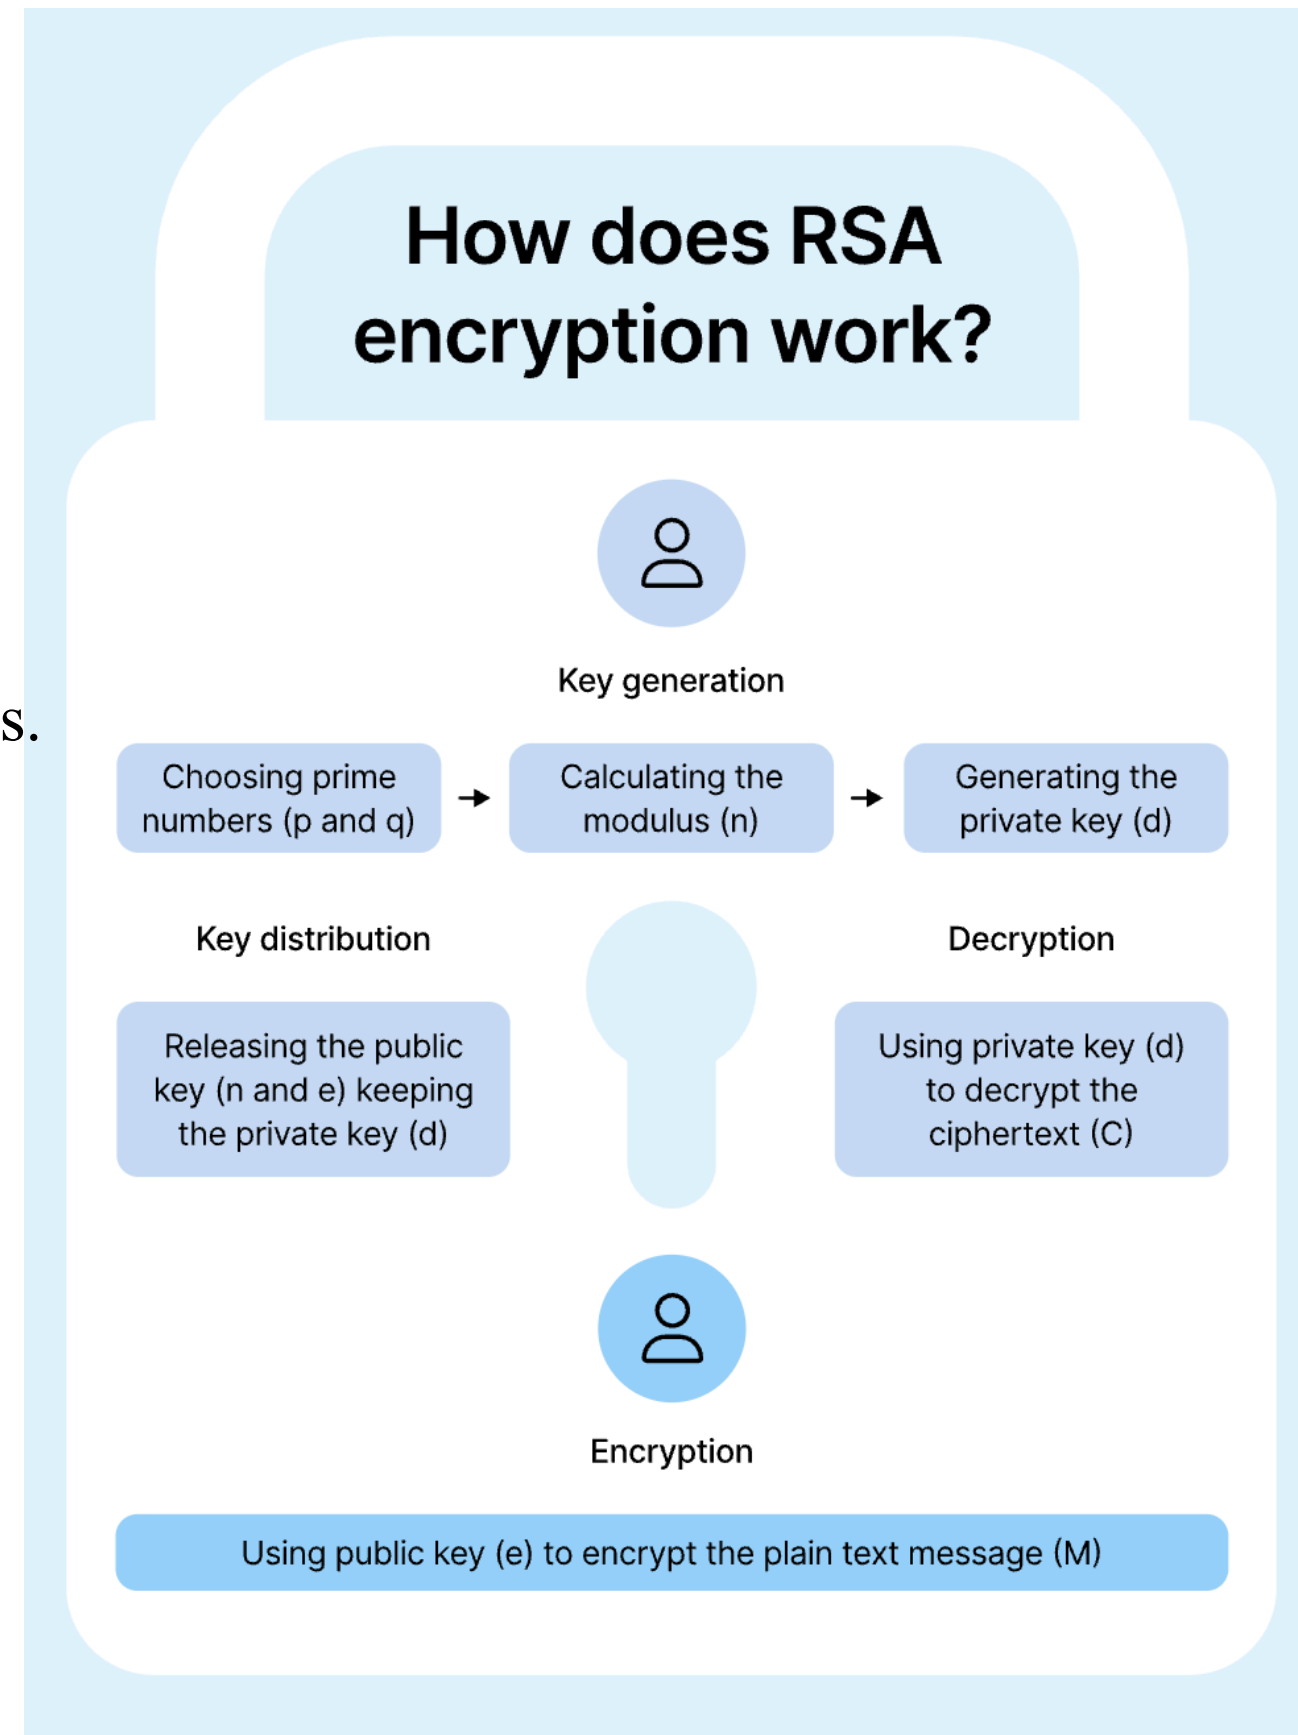 How does RSA
encryption work?
Key generation
s.
Choosing prime
numbers (p and q)
Calculating the
modulus (n)
Generating the
private key (d)
Key distribution
Releasing the public
key (n and e) keeping
the private key (d)
Decryption
Using private key (d)
to decrypt the
ciphertext (C)
Encryption
Using public key (e) to encrypt the plain text message (M)